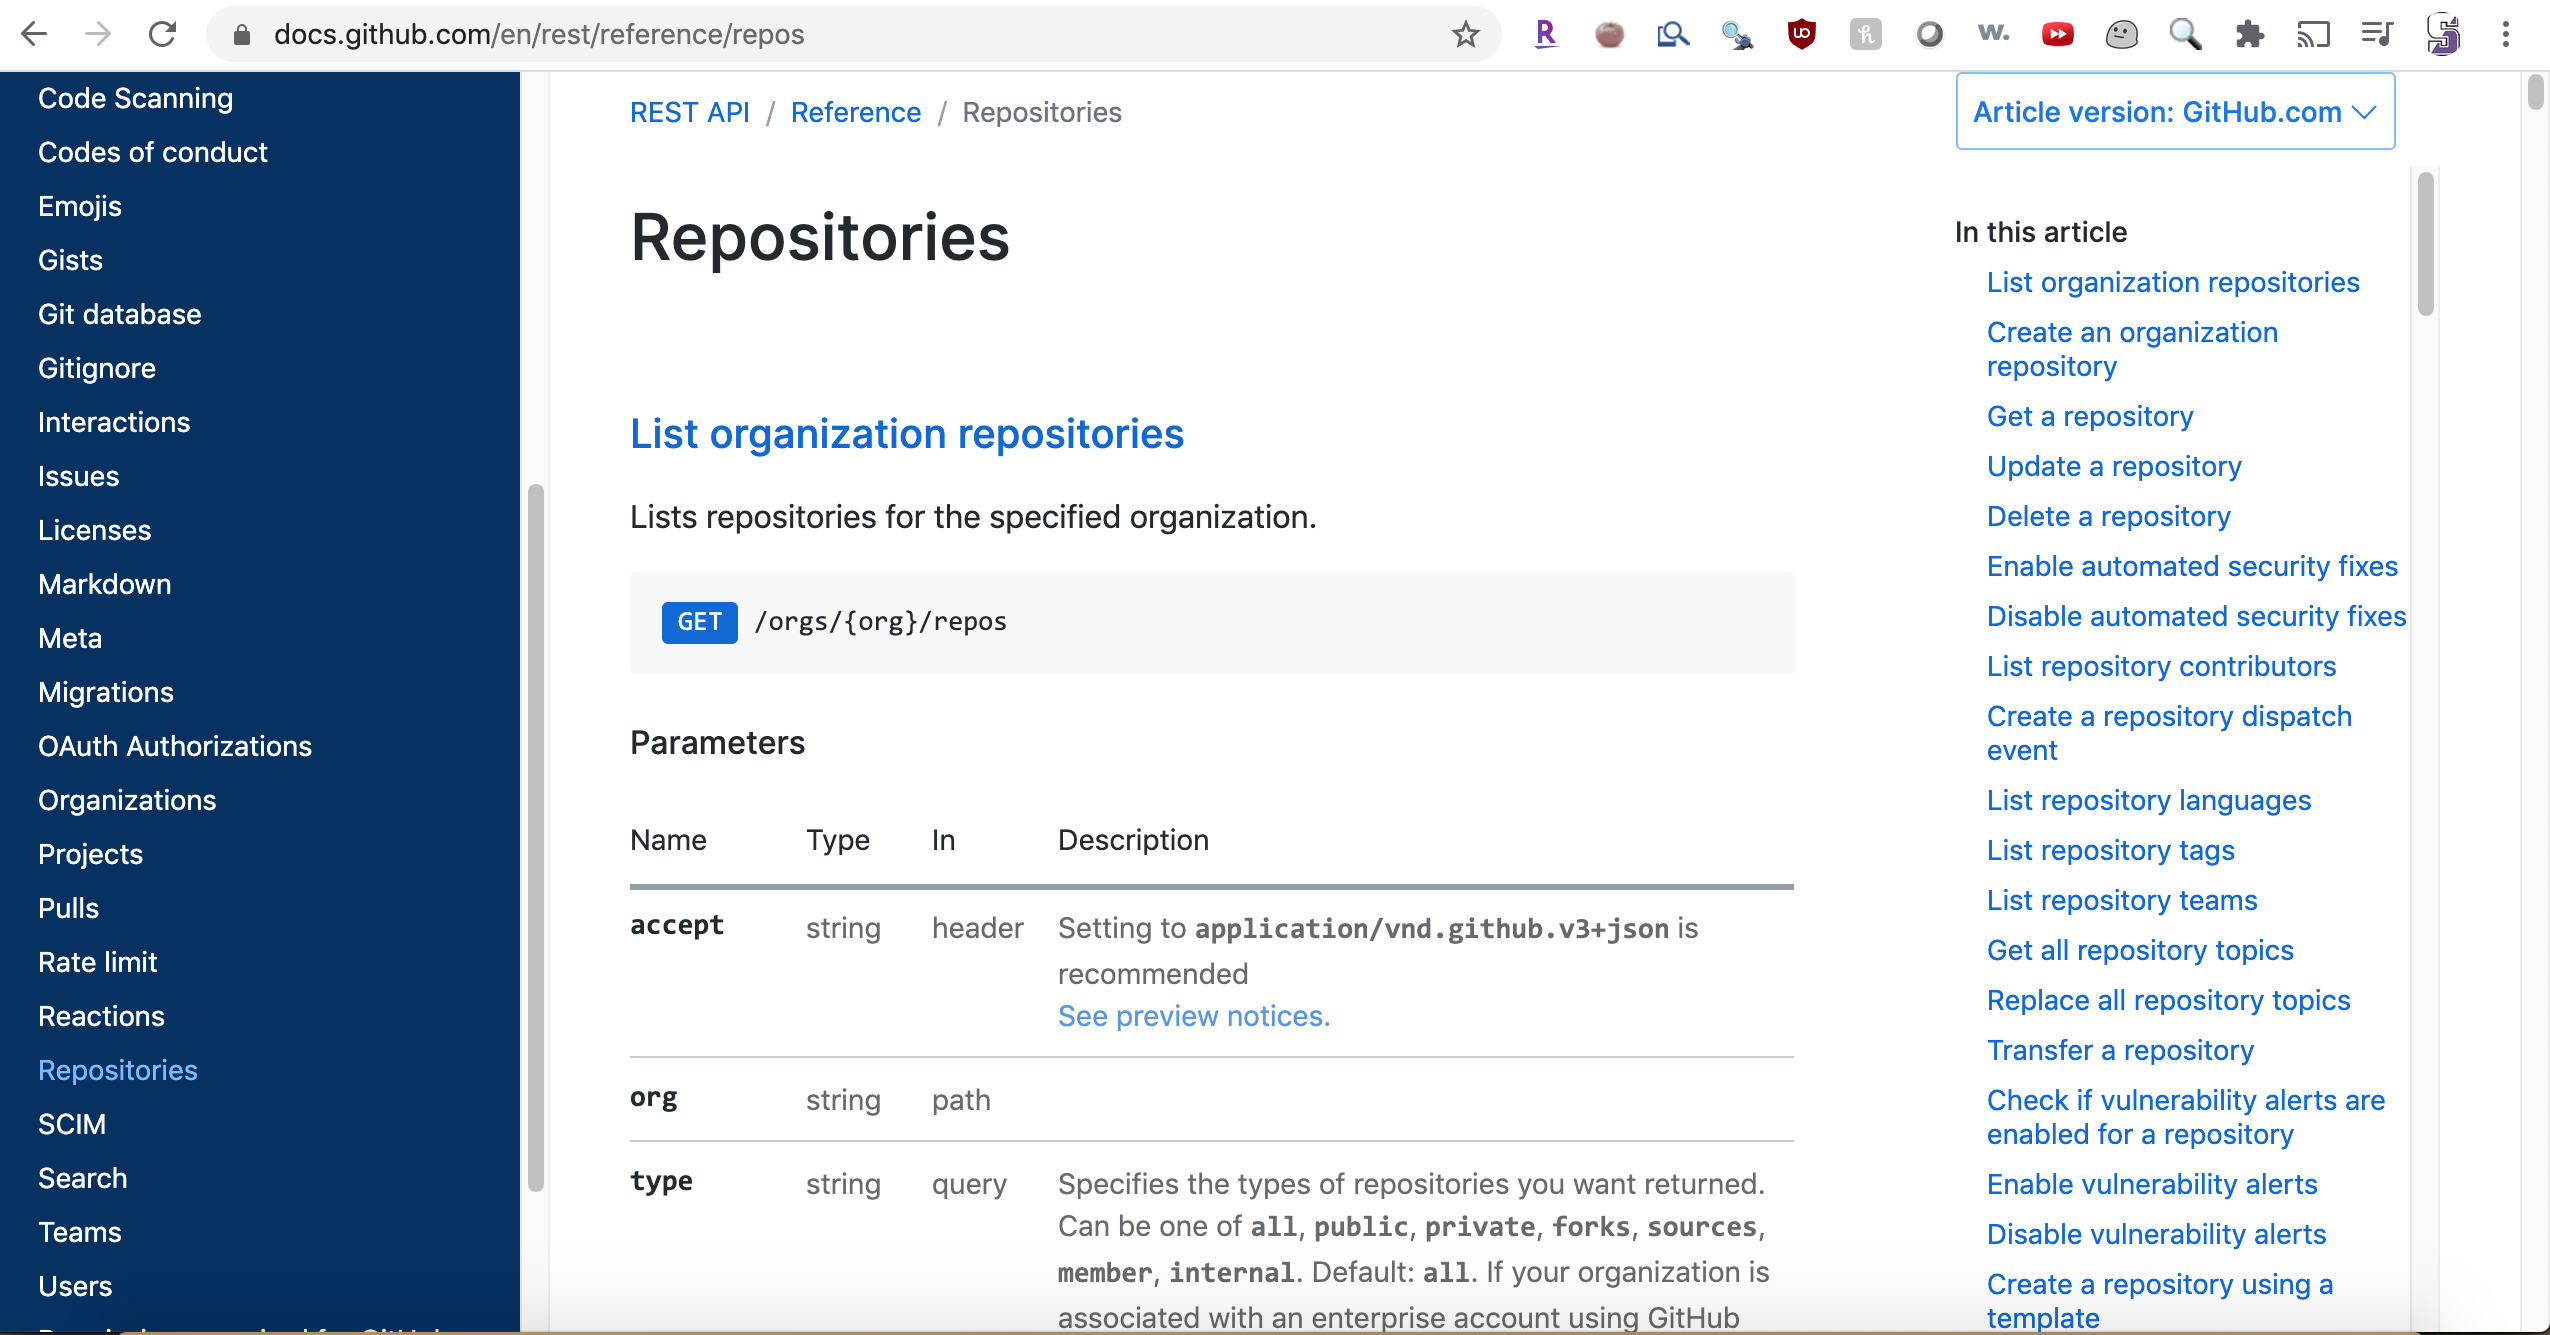 docs.github.com/en/rest/reference/repos
Code Scanning
Codes of conduct
Emojis
Gists
Git database
Gitignore
Interactions
Issues
Licenses
Markdown
Meta
Migrations
OAuth Authorizations
Organizations
Projects
Pulls
Rate limit
Reactions
Repositories
SCIM
Search
Teams
Users
REST API / Reference / Repositories
Repositories
List organization repositories
Lists repositories for the specified organization.
GET /orgs/{org}/repos
Parameters
Name Type In Description
accept string header Setting to application/vnd.github.v3+json is
recommended
See preview notices.
org string path
type string query Specifies the types of repositories you want returned.
Can be one of all, public, private, forks, sources,
member, internal. Default: all. If your organization is
associated with an enterprise account using GitHub
Article version: GitHub.com
In this article
List organization repositories
Create an organization
repository
Get a repository
Update a repository
Delete a repository
Enable automated security fixes
Disable automated security fixes
List repository contributors
Create a repository dispatch
event
List repository languages
List repository tags
List repository teams
Get all repository topics
Replace all repository topics
Transfer a repository
Check if vulnerability alerts are
enabled for a repository
Enable vulnerability alerts
Disable vulnerability alerts
Create a repository using a
template